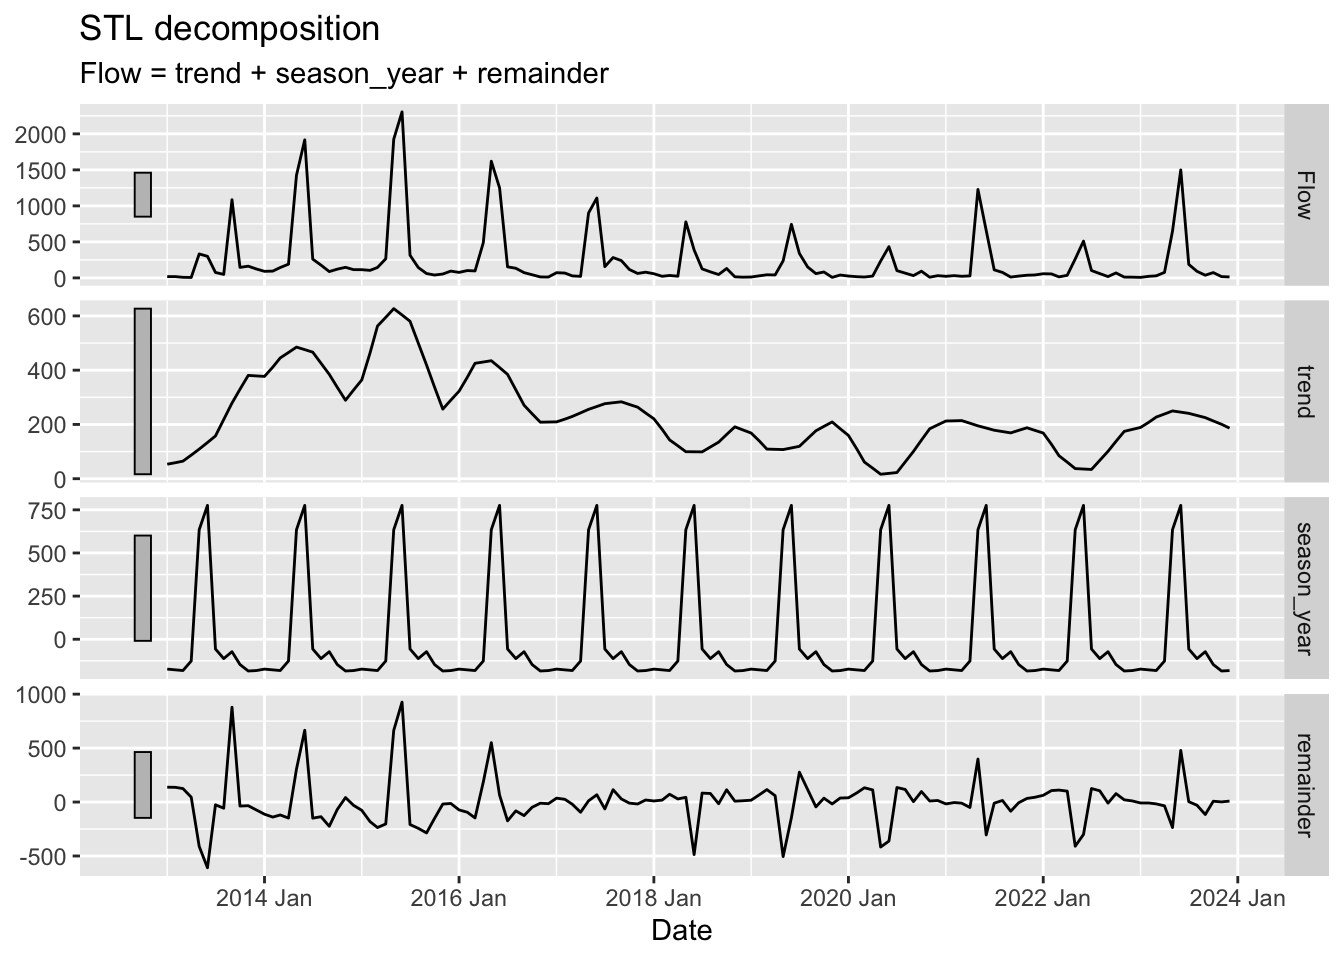 STL decomposition
Flow = trend + season_year + remainder
2000
1500
1000
500
0
Flow
600
400
200
0
trend
750
500
250
0
season_year
1000
500
0
-500
remainder
2014 Jan 2016 Jan 2018 Jan 2020 Jan 2022 Jan 2024 Jan
Date